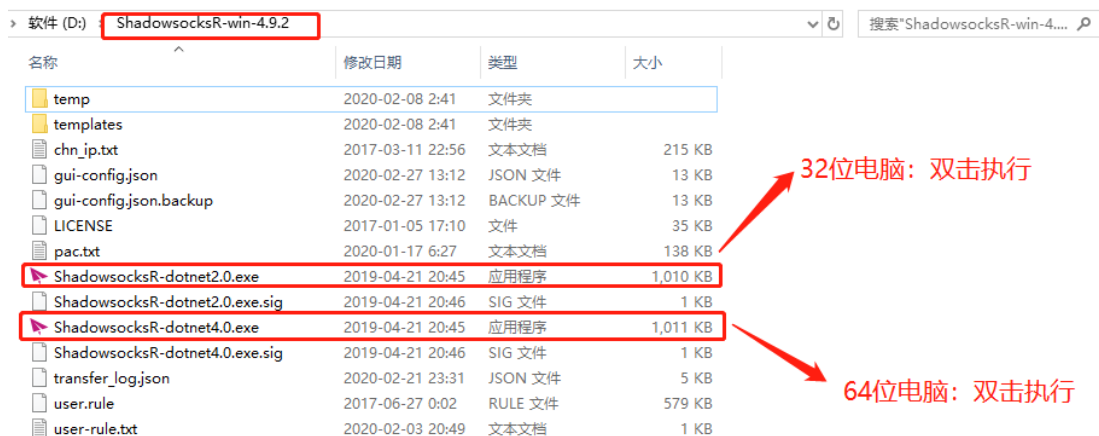 软件 (D:) › ShadowsocksR-win-4.9.2 搜索"ShadowsocksR-win-4....
名称 修改日期 类型 大小
temp 2020-02-08 2:41 文件夹
templates 2020-02-08 2:41 文件夹
chn_ip.txt 2017-03-11 22:56 文本文档 215 KB
gui-config.json 2020-02-27 13:12 JSON 文件 13 KB
gui-config.json.backup 2020-02-27 13:12 BACKUP 文件 13 KB
32位电脑：双击执行
LICENSE 2017-01-05 17:10 文件 35 KB
pac.txt 2020-01-17 6:27 文本文档 138 KB
ShadowsocksR-dotnet2.0.exe 2019-04-21 20:45 应用程序 1,010 KB
ShadowsocksR-dotnet2.0.exe.sig 2019-04-21 20:46 SIG 文件 1 KB
ShadowsocksR-dotnet4.0.exe 2019-04-21 20:45 应用程序 1,011 KB
ShadowsocksR-dotnet4.0.exe.sig 2019-04-21 20:46 SIG 文件 1 KB
transfer_log.json 2020-02-21 23:31 JSON 文件 5 KB
64位电脑：双击执行
user.rule 2017-06-27 0:02 RULE 文件 579 KB
user-rule.txt 2020-02-03 20:49 文本文档 1 KB